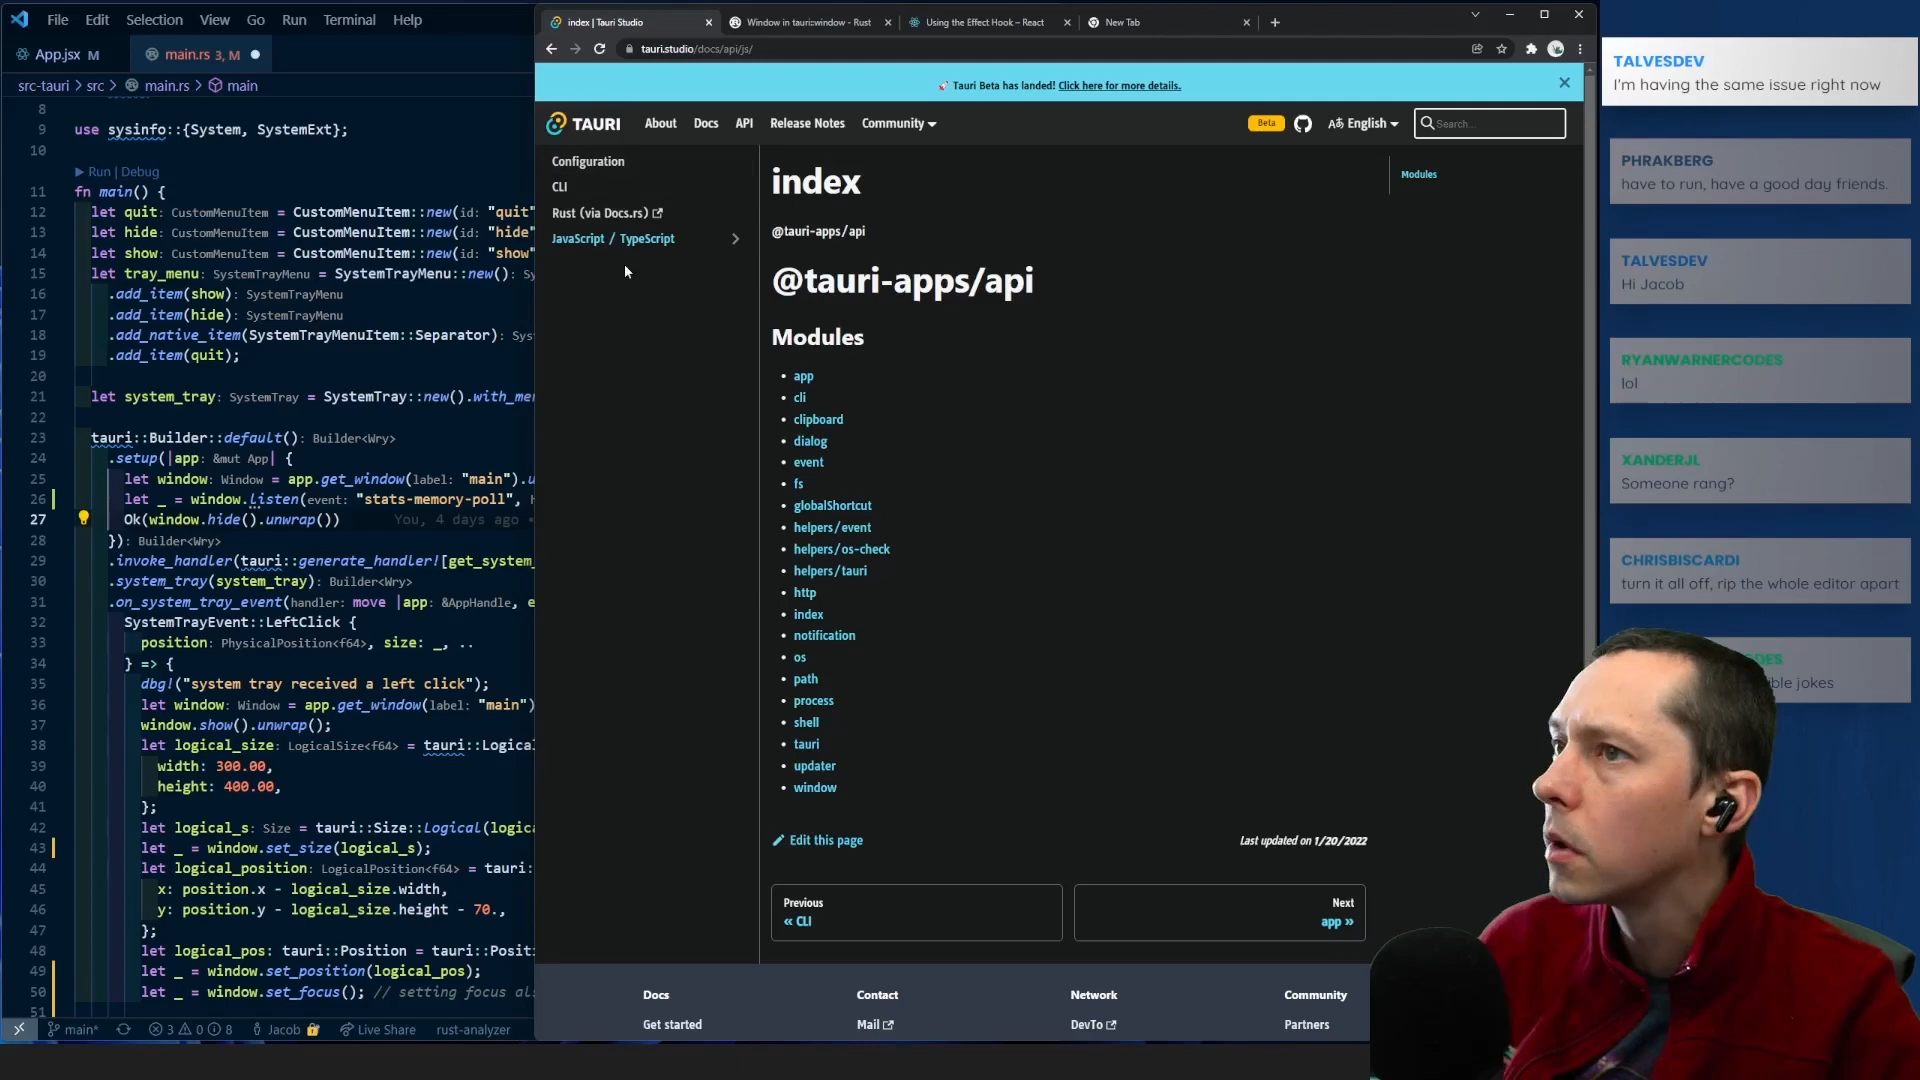 File Edit Selection View Go Run Terminal Help
App.jsx M
main.rs 3, M
src-tauri > src > main.rs > main
8
9 use sysinfo::{System, SystemExt};
10
Run | Debug
11 fn main() {
12 let quit: CustomMenuItem = CustomMenuItem::new(id: "quit"
13 let hide: CustomMenuItem = CustomMenuItem::new(id: "hide"
14 let show: CustomMenuItem = CustomMenuItem::new(id: "show"
15 let tray_menu: SystemTrayMenu = SystemTrayMenu::new(): Sy
16 .add_item(show): SystemTrayMenu
17 .add_item(hide): SystemTrayMenu
18 .add_native_item(SystemTrayMenuItem::Separator): Sys
19 .add_item(quit);
20
21 let system_tray: SystemTray = SystemTray::new().with_me
22
23 tauri::Builder::default(): Builder<Wry>
24 .setup(|app: &mut App| {
25 let window: Window = app.get_window(label: "main").u
26 let _ = window.listen(event: "stats-memory-poll",
27 Ok(window.hide().unwrap()) You, 4 days ago •
28 }): Builder<Wry>
29 .invoke_handler(tauri::generate_handler![get_system_
30 .system_tray(system_tray): Builder<Wry>
31 .on_system_tray_event(handler: move |app: &AppHandle, e
32 SystemTrayEvent::LeftClick {
33 position: PhysicalPosition<f64>, size: _, ..
34 } => {
35 dbg!("system tray received a left click");
36 let window: Window = app.get_window(label: "main")
37 window.show().unwrap();
38 let logical_size: LogicalSize<f64> = tauri::Logical
39 width: 300.00,
40 height: 400.00,
41 };
42 let logical_s: Size = tauri::Size::Logical(logica
43 let _ = window.set_size(logical_s);
44 let logical_position: LogicalPosition<f64> = tauri:
45 x: position.x - logical_size.width,
46 y: position.y - logical_size.height - 70.,
47 };
48 let logical_pos: tauri::Position = tauri::Posit
49 let _ = window.set_position(logical_pos);
50 let _ = window.set_focus(); // setting focus al
51
main* 3 0 8 Jacob Live Share rust-analyzer
index | Tauri Studio
Window in tauri::window - Rust
Using the Effect Hook – React
New Tab
tauri.studio/docs/api/js/
Tauri Beta has landed! Click here for more details.
TAURI About Docs API Release Notes Community
Beta English Search...
Configuration
CLI
Rust (via Docs.rs)
JavaScript / TypeScript
index
@tauri-apps/api
@tauri-apps/api
Modules
app
cli
clipboard
dialog
event
fs
globalShortcut
helpers/event
helpers/os-check
helpers/tauri
http
index
notification
os
path
process
shell
tauri
updater
window
Edit this page
Last updated on 1/20/2022
Previous
« CLI
Next
app »
Modules
Docs Contact Network Community
Get started Mail DevTo Partners
TALVESDEV
I'm having the same issue right now
PHRAKBERG
have to run, have a good day friends.
TALVESDEV
Hi Jacob
RYANWARNERCODES
lol
XANDERJL
Someone rang?
CHRISBISCARDI
turn it all off, rip the whole editor apart
jokes